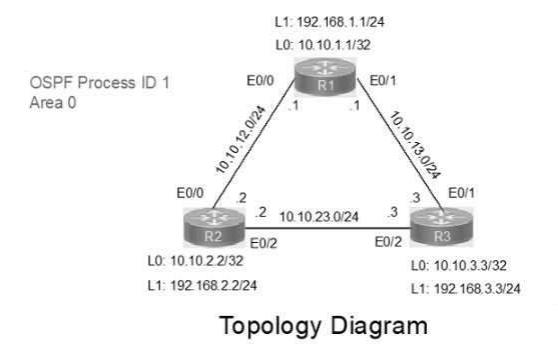 L1: 192.168.1.1/24
L0: 10.10.1.1/32
OSPF Process ID 1
Area 0
E0/0
R1
E0/1
.1
.1
10.10.12.0/24
10.10.13.0/24
E0/0
.2
.3
E0/1
.2
10.10.23.0/24
.3
R2
E0/2
E0/2
R3
L0: 10.10.2.2/32
L1: 192.168.2.2/24
L0: 10.10.3.3/32
L1: 192.168.3.3/24
Topology Diagram